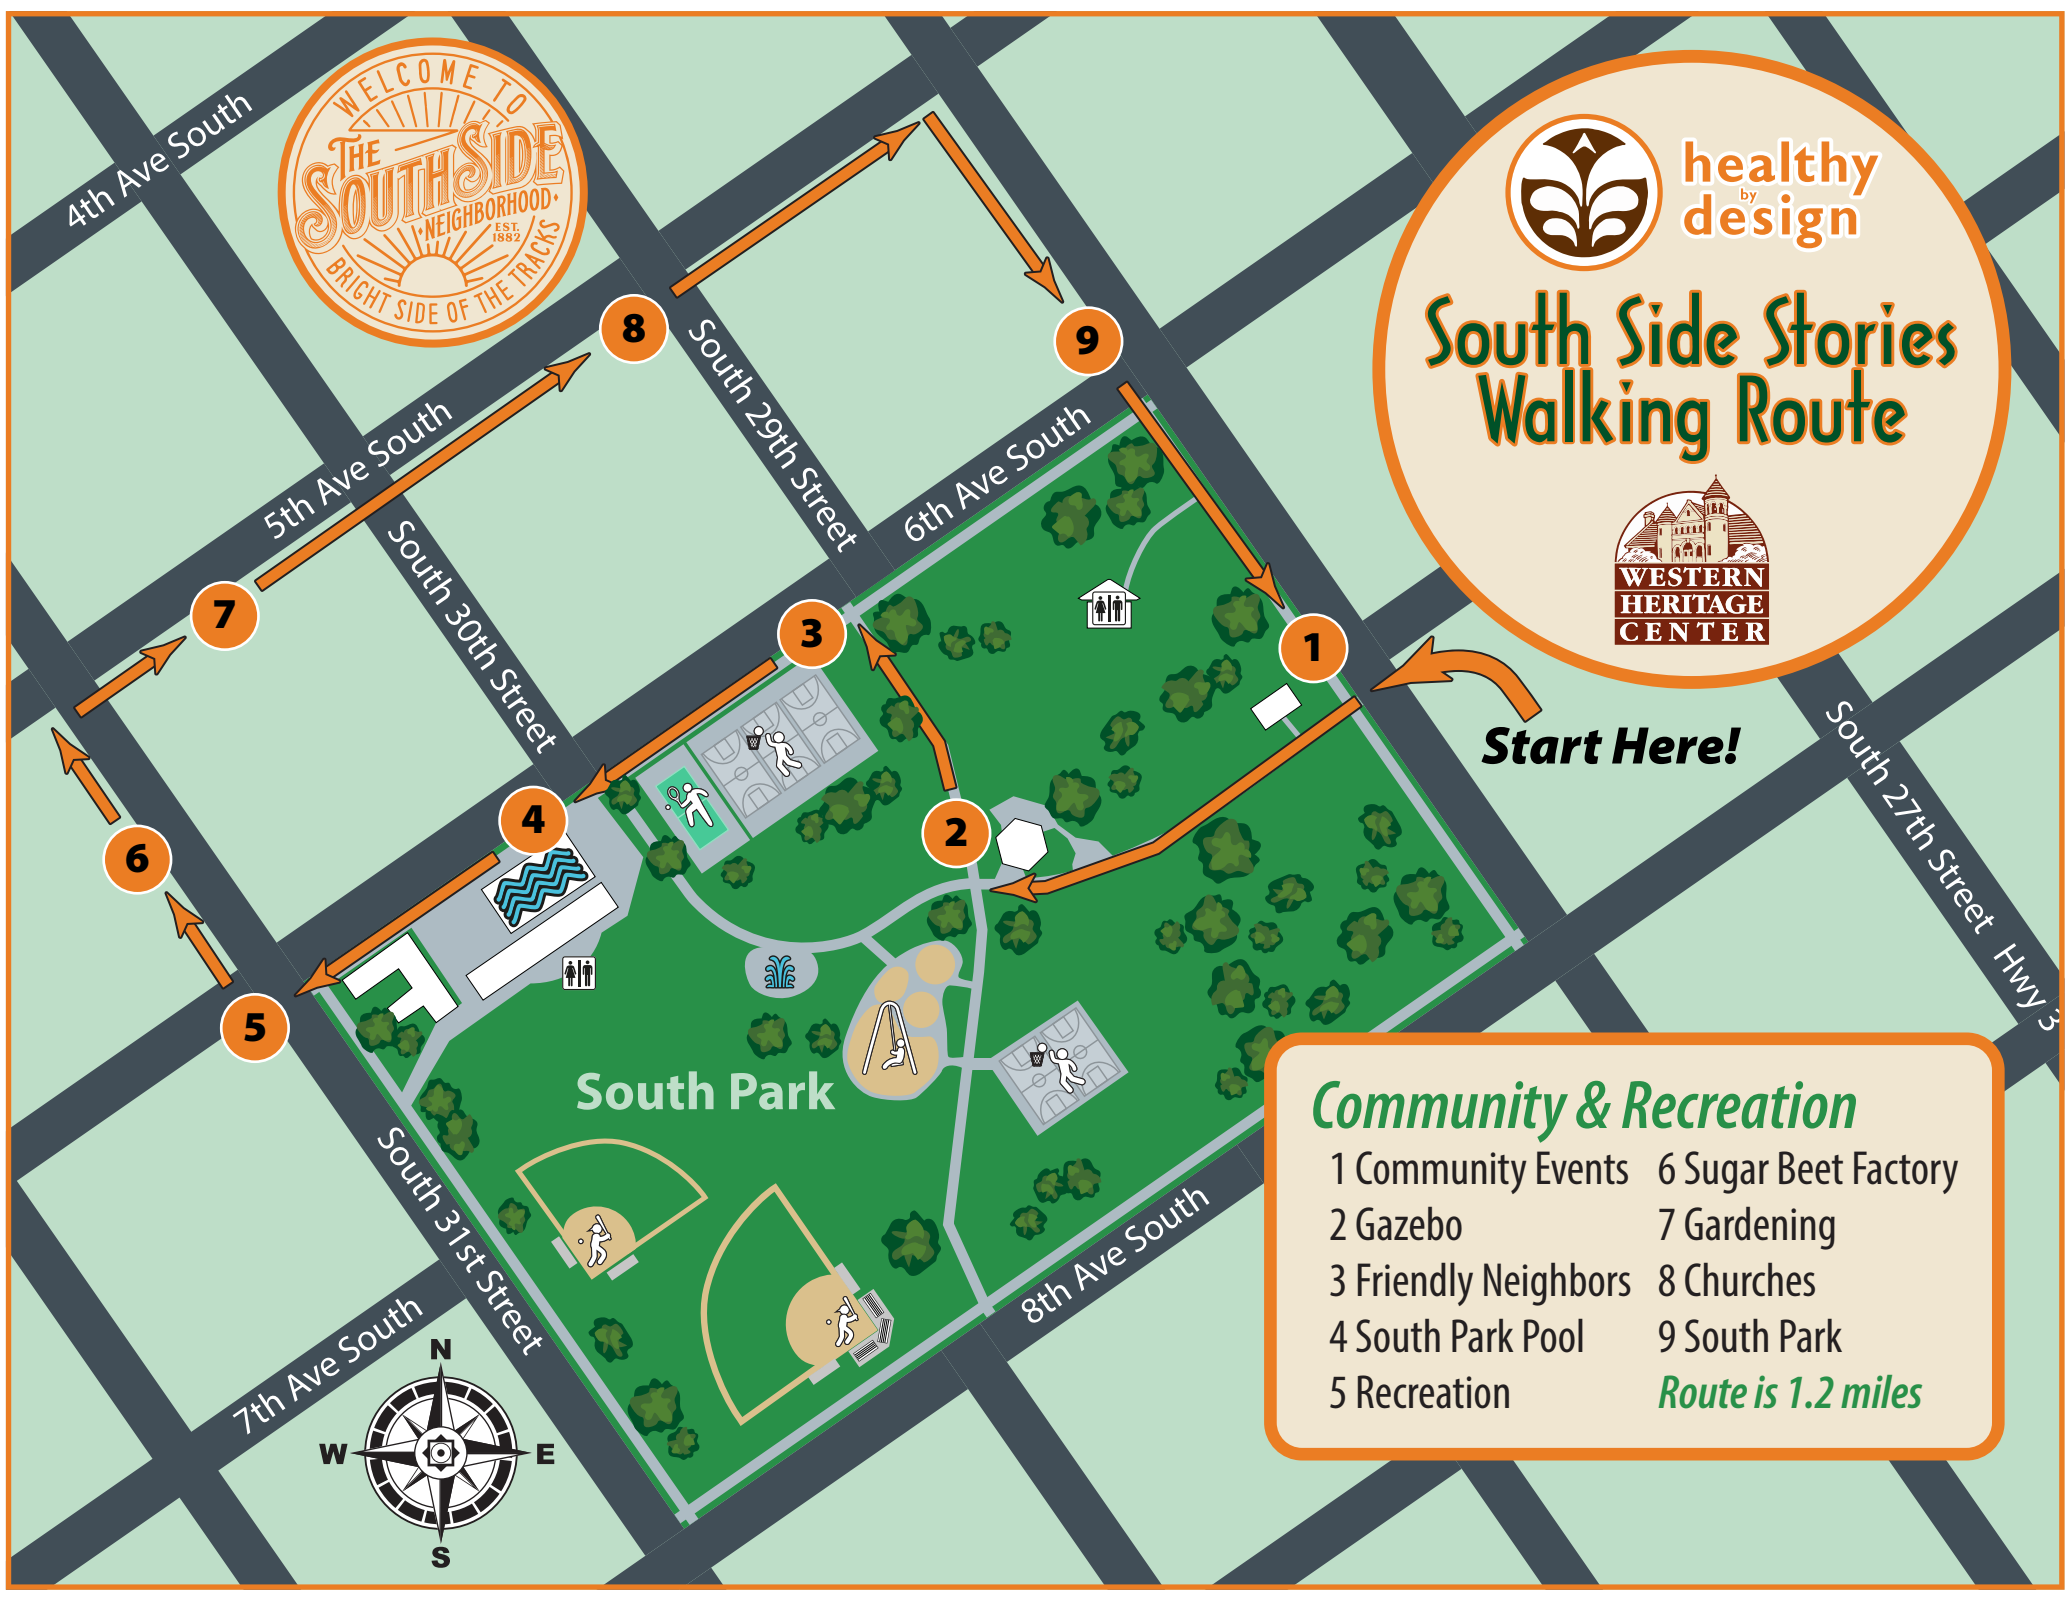 WELCOME TO
THE
SOUTH SIDE
•NEIGHBORHOOD•
EST.
1882
BRIGHT SIDE OF THE TRACKS
healthy
by
design
South Side Stories
Walking Route
WESTERN
HERITAGE
CENTER
Start Here!
4th Ave South
5th Ave South
6th Ave South
7th Ave South
8th Ave South
South 27th Street Hwy 3
South 29th Street
South 30th Street
South 31st Street
8
9
7
3
1
4
2
6
5
South Park
N
W
E
S
Community & Recreation
1 Community Events
2 Gazebo
3 Friendly Neighbors
4 South Park Pool
5 Recreation
6 Sugar Beet Factory
7 Gardening
8 Churches
9 South Park
Route is 1.2 miles